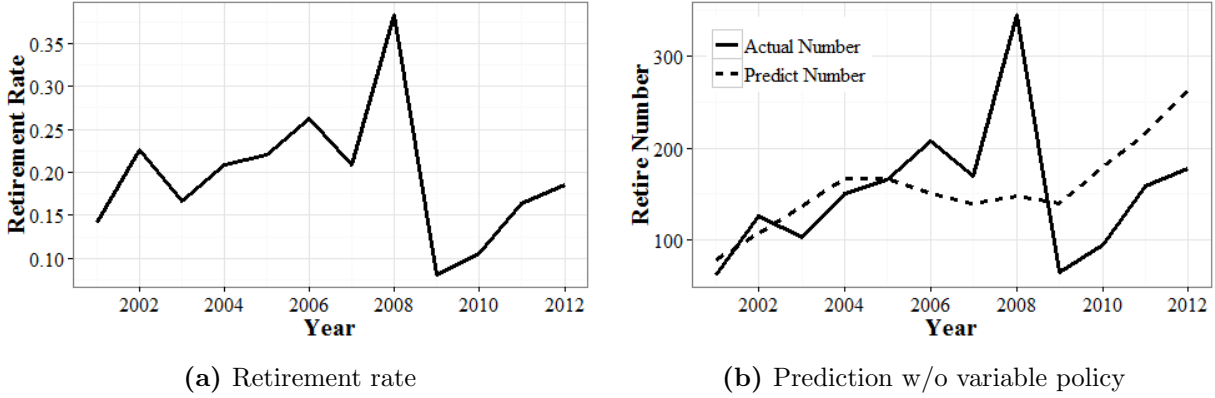 Retirement Rate
0.35
0.30
0.25
0.20
0.15
0.10
2002 2004 2006 2008 2010 2012
Year
(a) Retirement rate
Retire Number
300
200
100
Actual Number
Predict Number
2002 2004 2006 2008 2010 2012
Year
(b) Prediction w/o variable policy